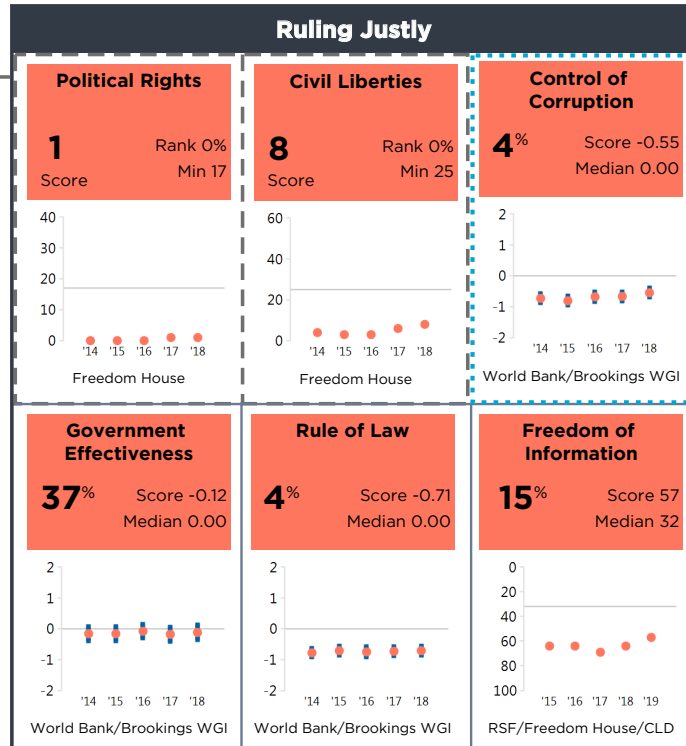 Ruling Justly
Political Rights
1
Score
Rank 0%
Min 17
40
30
20
10
0
'14 '15 '16 '17 '18
Freedom House
Civil Liberties
8
Score
Rank 0%
Min 25
60
40
20
0
'14 '15 '16 '17 '18
Freedom House
Control of
Corruption
4%
Score -0.55
Median 0.00
2
1
0
-1
-2
'14 '15 '16 '17 '18
World Bank/Brookings WGI
Government
Effectiveness
37%
Score -0.12
Median 0.00
2
1
0
-1
-2
'14 '15 '16 '17 '18
World Bank/Brookings WGI
Rule of Law
4%
Score -0.71
Median 0.00
2
1
0
-1
-2
'14 '15 '16 '17 '18
World Bank/Brookings WGI
Freedom of
Information
15%
Score 57
Median 32
0
40
60
80
100
'15 '16 '17 '18 '19
RSF/Freedom House/CLD